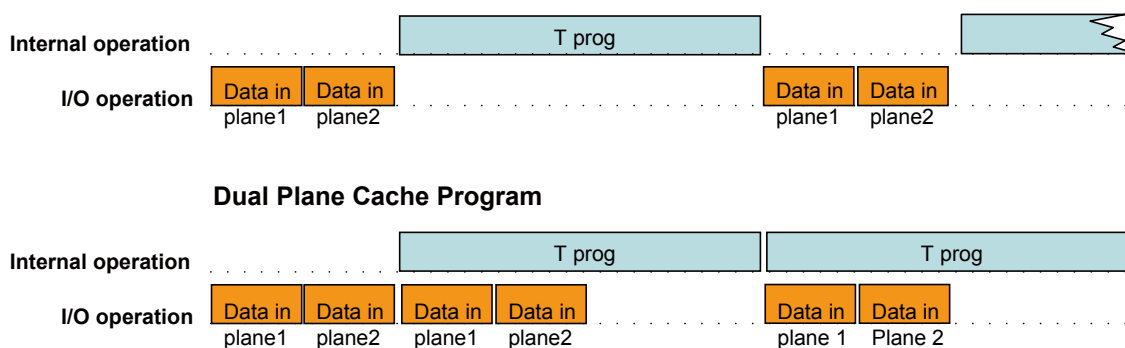 Internal operation T prog
I/O operation Data in Data in Data in Data in
plane1 plane2 plane1 plane2
Dual Plane Cache Program
Internal operation T prog T prog
I/O operation Data in Data in Data in Data in Data in Data in
plane1 plane2 plane1 plane2 plane 1 Plane 2